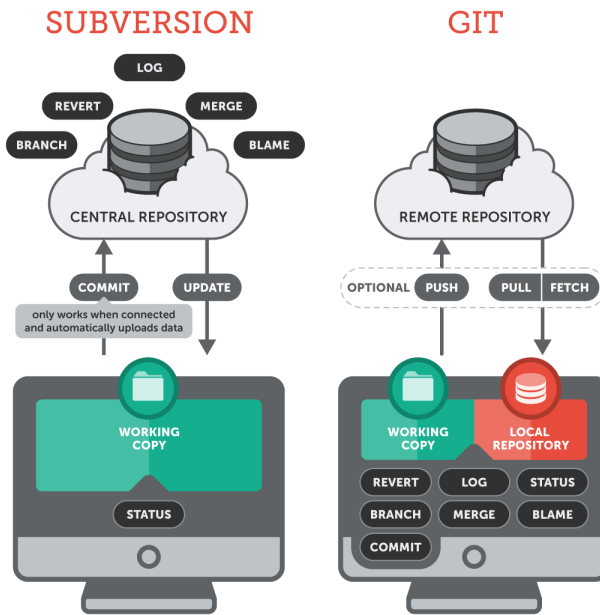 SUBVERSION
LOG
REVERT
MERGE
BRANCH
BLAME
CENTRAL REPOSITORY
COMMIT
UPDATE
only works when connected
and automatically uploads data
WORKING
COPY
STATUS
GIT
REMOTE REPOSITORY
OPTIONAL
PUSH
PULL
FETCH
WORKING
COPY
LOCAL
REPOSITORY
REVERT
LOG
STATUS
BRANCH
MERGE
BLAME
COMMIT